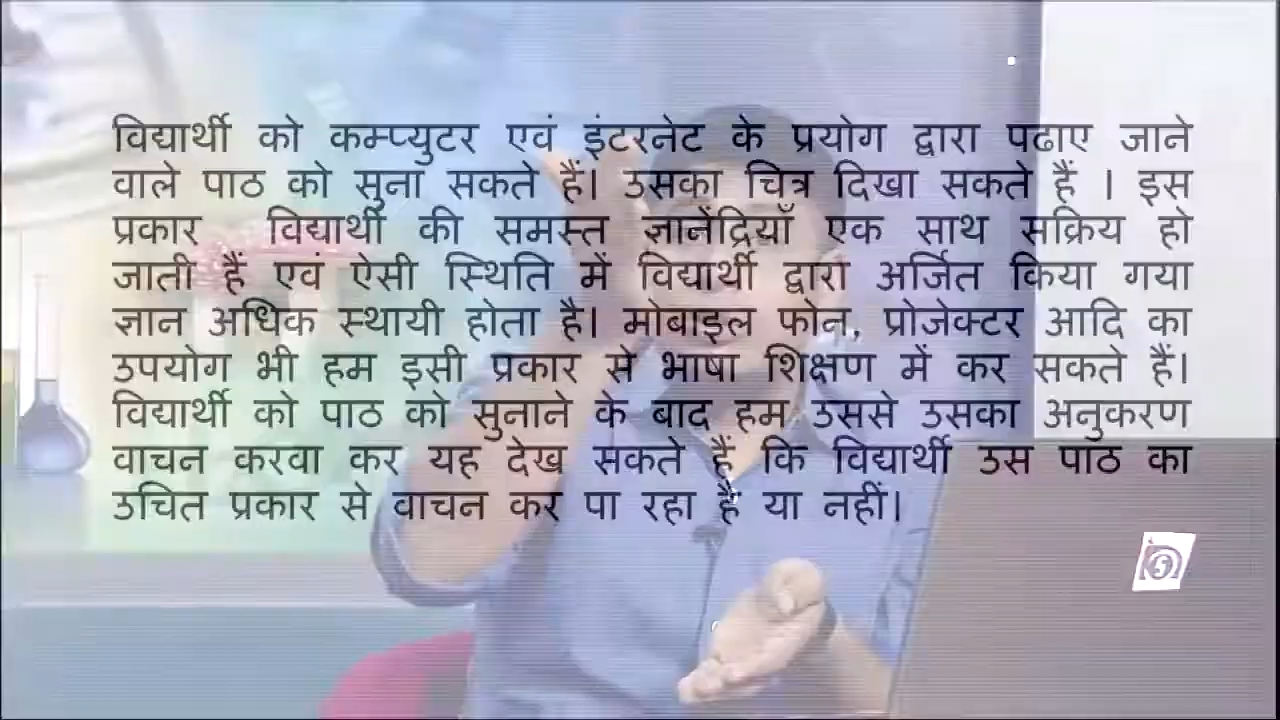 विद्यार्थी को कम्प्युटर एवं इंटरनेट के प्रयोग द्वारा पढाए जाने
वाले पाठ को सुना सकते हैं। उसका चित्र दिखा सकते हैं । इस
प्रकार विद्यार्थी की समस्त ज्ञानेंद्रियाँ एक साथ सक्रिय हो
जाती हैं एवं ऐसी स्थिति में विद्यार्थी द्वारा अर्जित किया गया
ज्ञान अधिक स्थायी होता है। मोबाइल फोन, प्रोजेक्टर आदि का
उपयोग भी हम इसी प्रकार से भाषा शिक्षण में कर सकते हैं।
विद्यार्थी को पाठ को सुनाने के बाद हम उससे उसका अनुकरण
वाचन करवा कर यह देख सकते हैं कि विद्यार्थी उस पाठ का
उचित प्रकार से वाचन कर पा रहा है या नहीं।